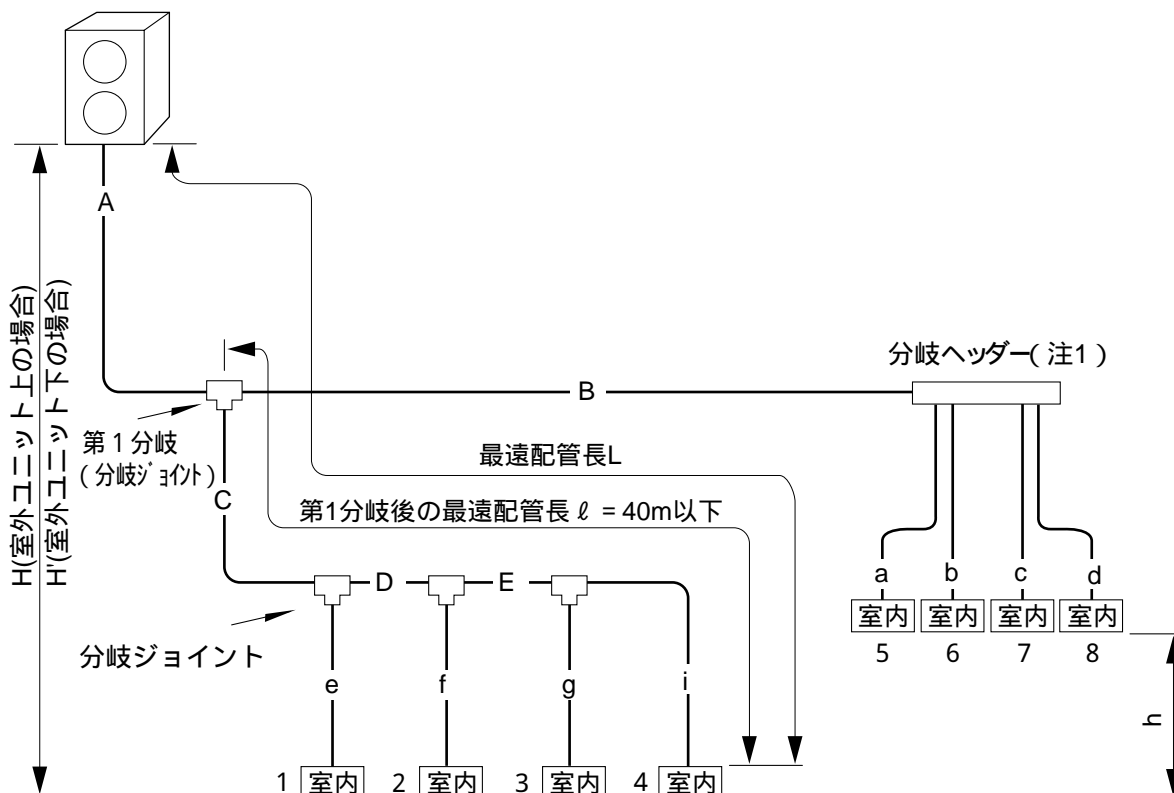 A
H(室外ユニット上の場合)
H'(室外ユニット下の場合)
分岐ヘッダー(注1)
B
第1分岐
(分岐ジョイント)
最遠配管長L
C
第1分岐後の最遠配管長ℓ = 40m以下
D
E
分岐ジョイント
a
b
c
d
室内
室内
室内
室内
5
6
7
8
e
f
g
i
h
1 室内
2 室内
3 室内
4 室内